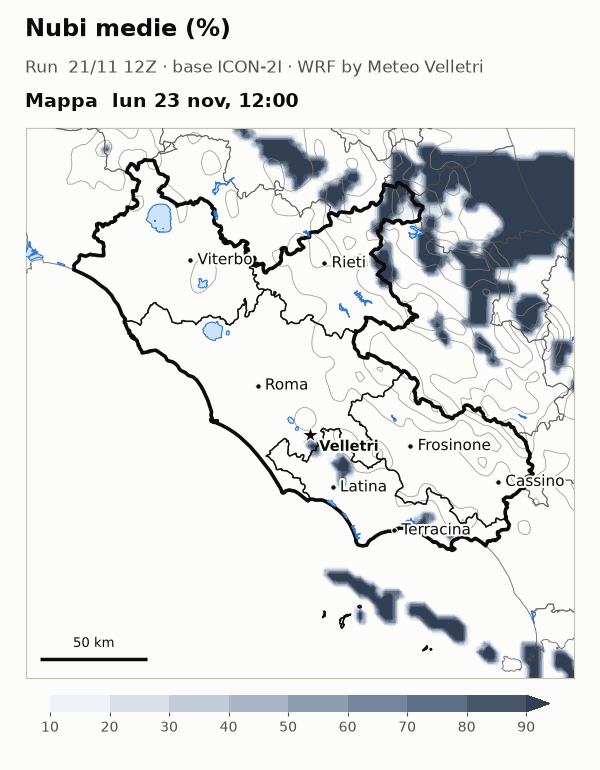 Nubi medie (%)
Run  21/11 12Z · base ICON-2I · WRF by Meteo Velletri
Mappa  lun 23 nov, 12:00
Viterbo
Rieti
Roma
Velletri
Frosinone
Cassino
Latina
Terracina
50 km
10 20 30 40 50 60 70 80 90